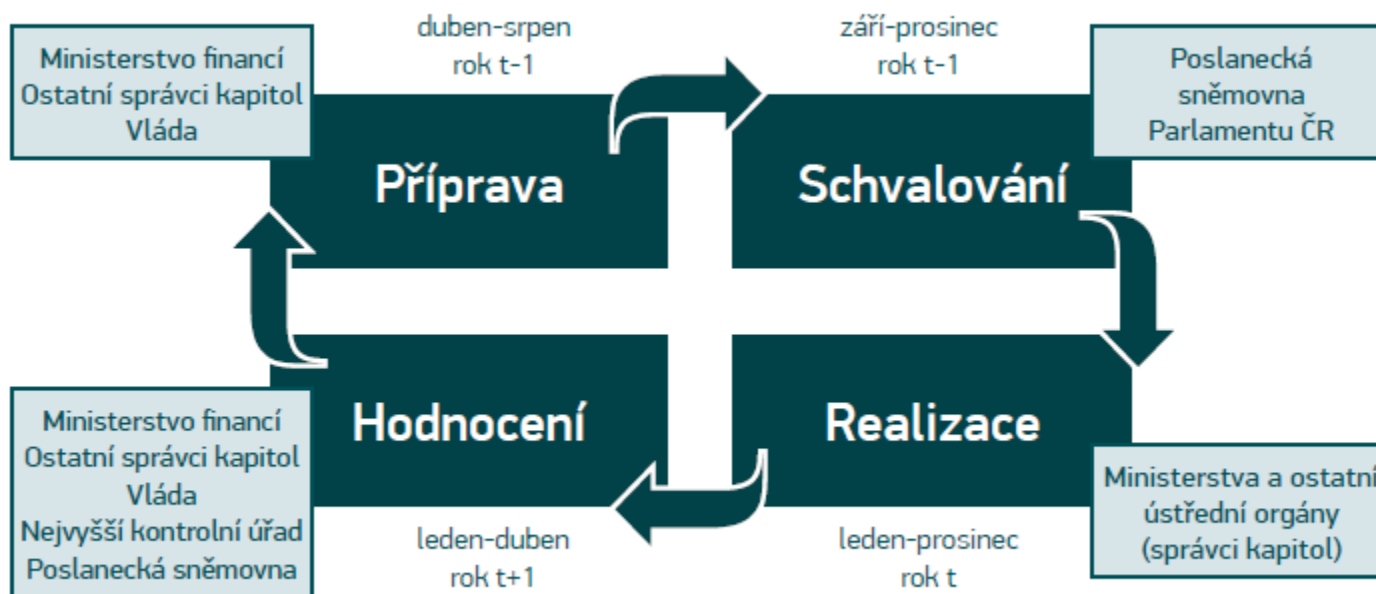 duben-srpen
rok t-1
září-prosinec
rok t-1
Ministerstvo financí
Ostatní správci kapitol
Vláda
Poslanecká
sněmovna
Parlamentu ČR
Příprava
Schvalování
Hodnocení
Realizace
Ministerstvo financí
Ostatní správci kapitol
Vláda
Nejvyšší kontrolní úřad
Poslanecká sněmovna
Ministerstva a ostatní
ústřední orgány
(správci kapitol)
leden-duben
rok t+1
leden-prosinec
rok t